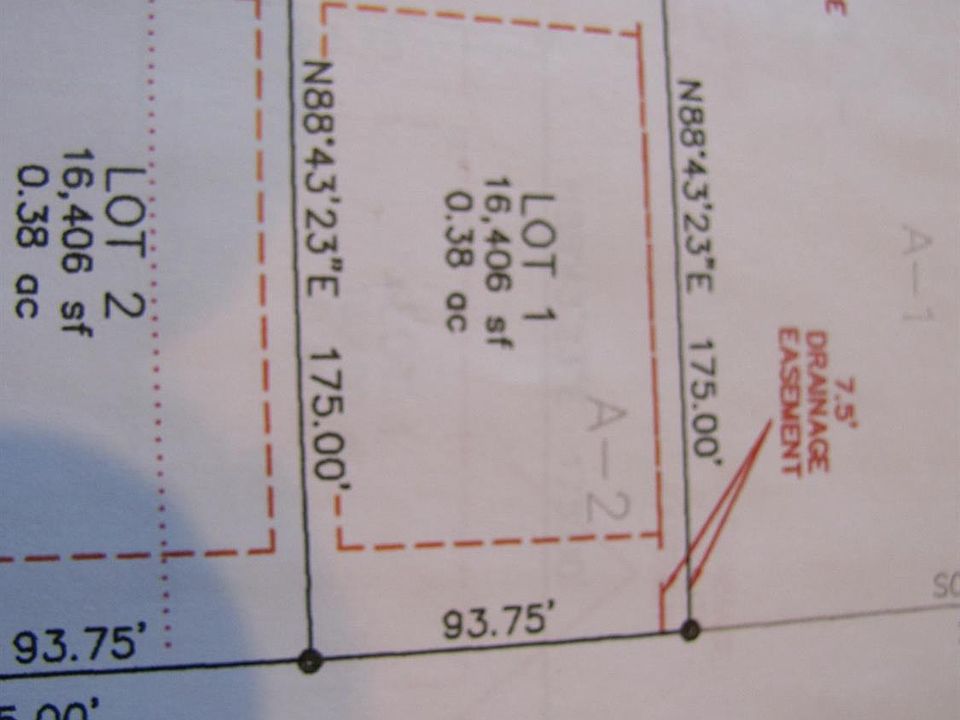 N88°43'23"E 175.00'
7.5'
DRAINAGE
EASEMENT
A-1
LOT 1
16,406 sf
0.38 ac
A-2
N88°43'23"E 175.00'
LOT 2
16,406 sf
0.38 ac
93.75'
93.75'